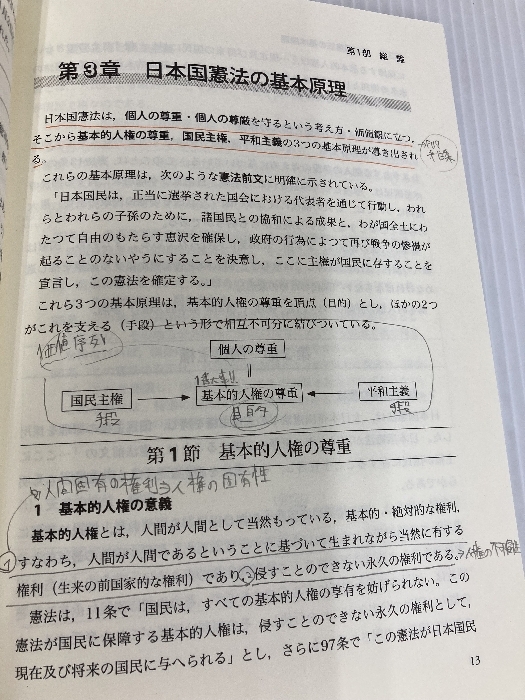 第1部 総 論
第3章 日本国憲法の基本原理
日本国憲法は，個人の尊重・個人の尊厳を守るという考え方・価値観に立つ．
そこから基本的人権の尊重，国民主権，平和主義の3つの基本原理が導き出され
る。
これらの基本原理は，次のような憲法前文に明確に示されている。
「日本国民は，正当に選挙された国会における代表者を通じて行動し，われ
らとわれらの子孫のために，諸国民との協和による成果と，わが国全土にわ
たつて自由のもたらす恵沢を確保し，政府の行為によつて再び戦争の惨禍が
起ることのないやうにすることを決意し，ここに主権が国民に存することを
宣言し，この憲法を確定する。」
これら3つの基本原理は，基本的人権の尊重を頂点（目的）とし，ほかの2つ
がこれを支える（手段）という形で相互不可分に結びついている。
価値序列
個人の尊重
‖
国民主権
基本的人権の尊重
平和主義
手段
目的
手段
第1節 基本的人権の尊重
人間固有の権利 人権の固有性
1 基本的人権の意義
基本的人権とは，人間が人間として当然もっている，基本的・絶対的な権利，
①すなわち，人間が人間であるということに基づいて生まれながら当然に有する
権利（生来の前国家的な権利）であり，②侵すことのできない永久の権利である。
憲法は，11条で「国民は，すべての基本的人権の享有を妨げられない。この
憲法が国民に保障する基本的人権は，侵すことのできない永久の権利として，
現在及び将来の国民に与へられる」とし，さらに97条で「この憲法が日本国民
13